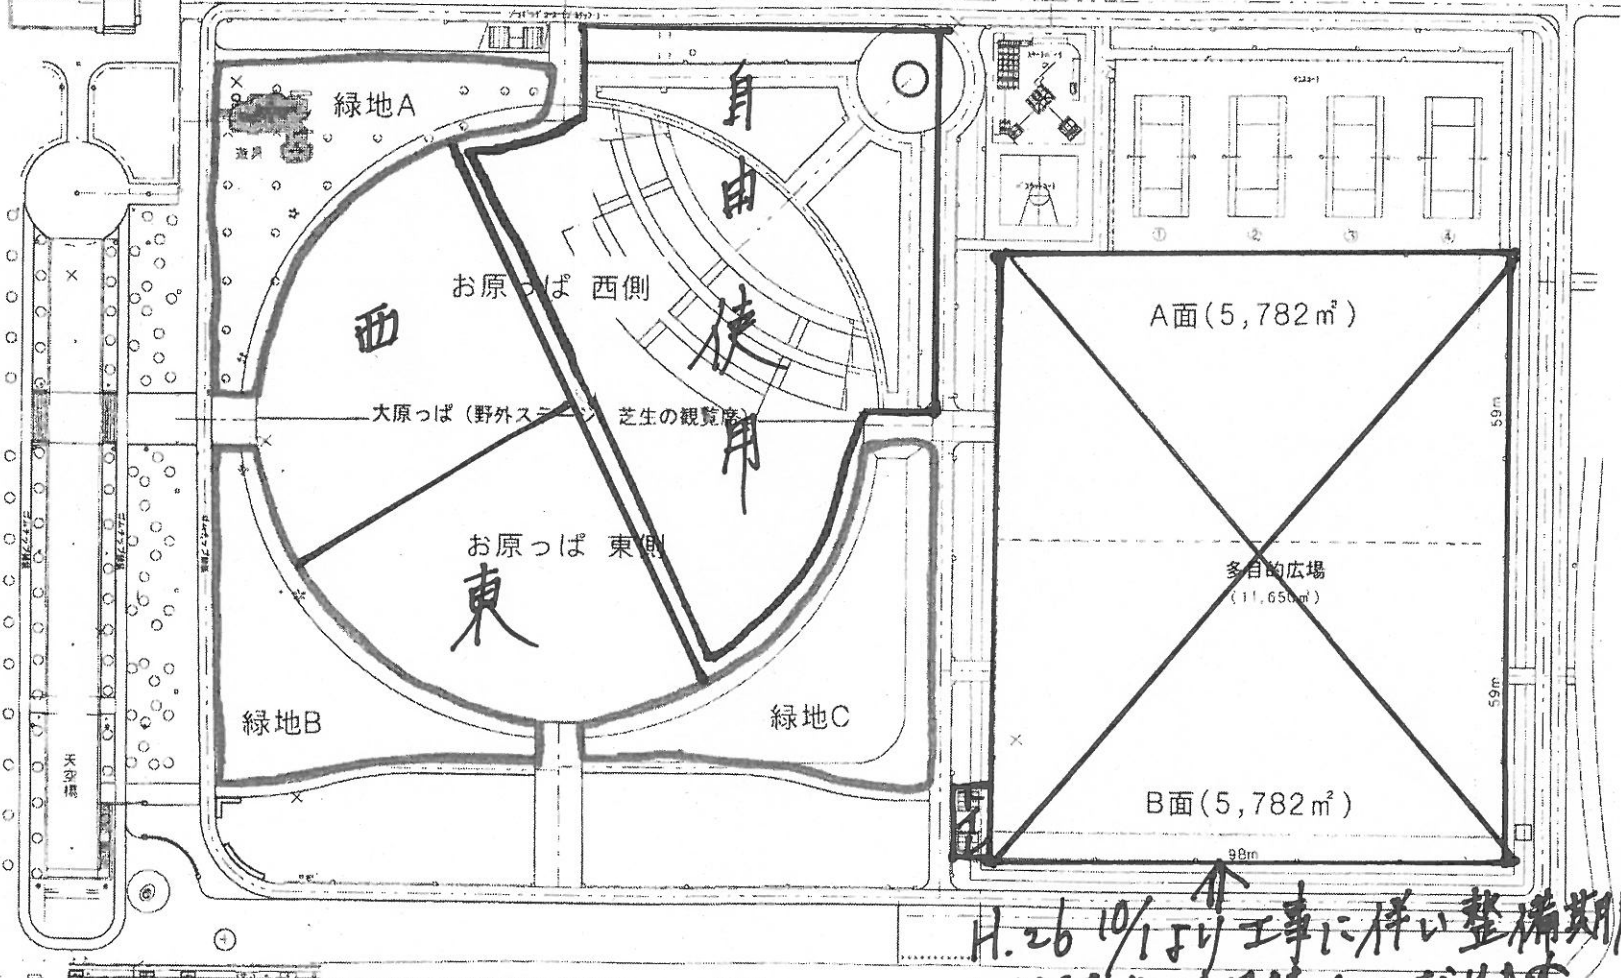 緑地A
遊具
自由使用
お原っぱ 西側
西
大原っぱ(野外ステージ 芝生の観覧席)
お原っぱ 東側
東
緑地B
緑地C
天空橋
① ② ③ ④
A面(5,782㎡)
59m
多目的広場
(11,650㎡)
59m
B面(5,782㎡)
98m
トイレ
H.26 10/1より工事に伴い整備期